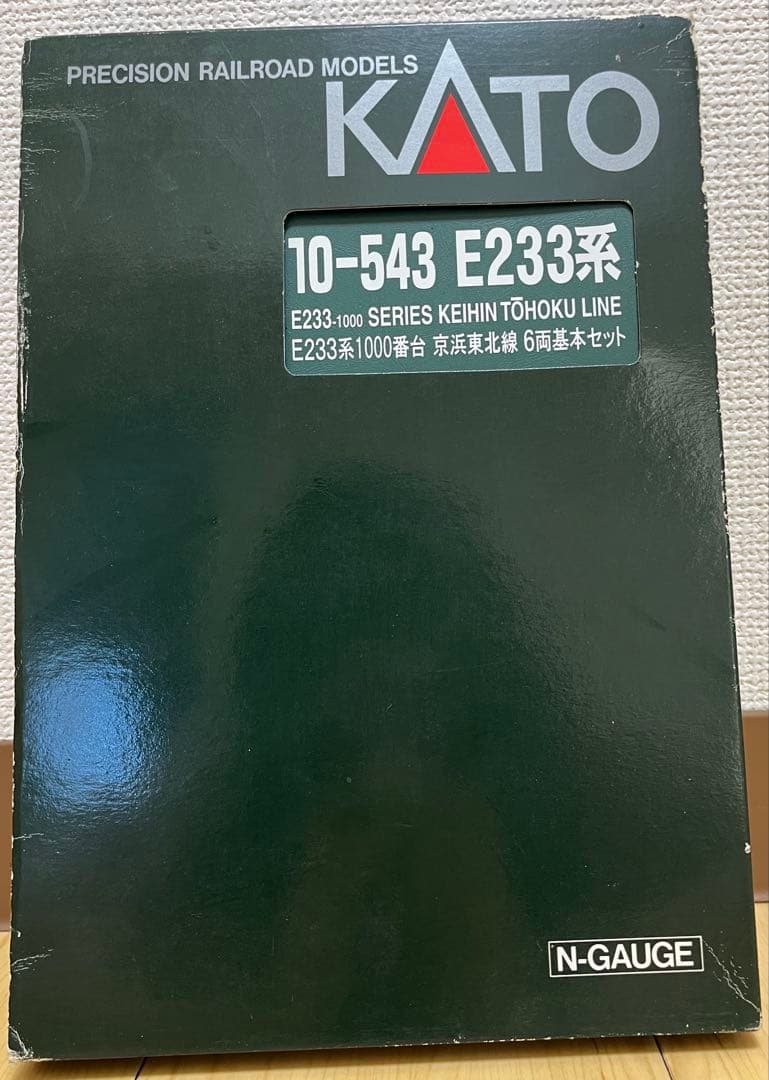 PRECISION RAILROAD MODELS
KATO
10-543 E233系
E233-1000 SERIES KEIHIN TŌHOKU LINE
E233系1000番台 京浜東北線 6両基本セット
N-GAUGE